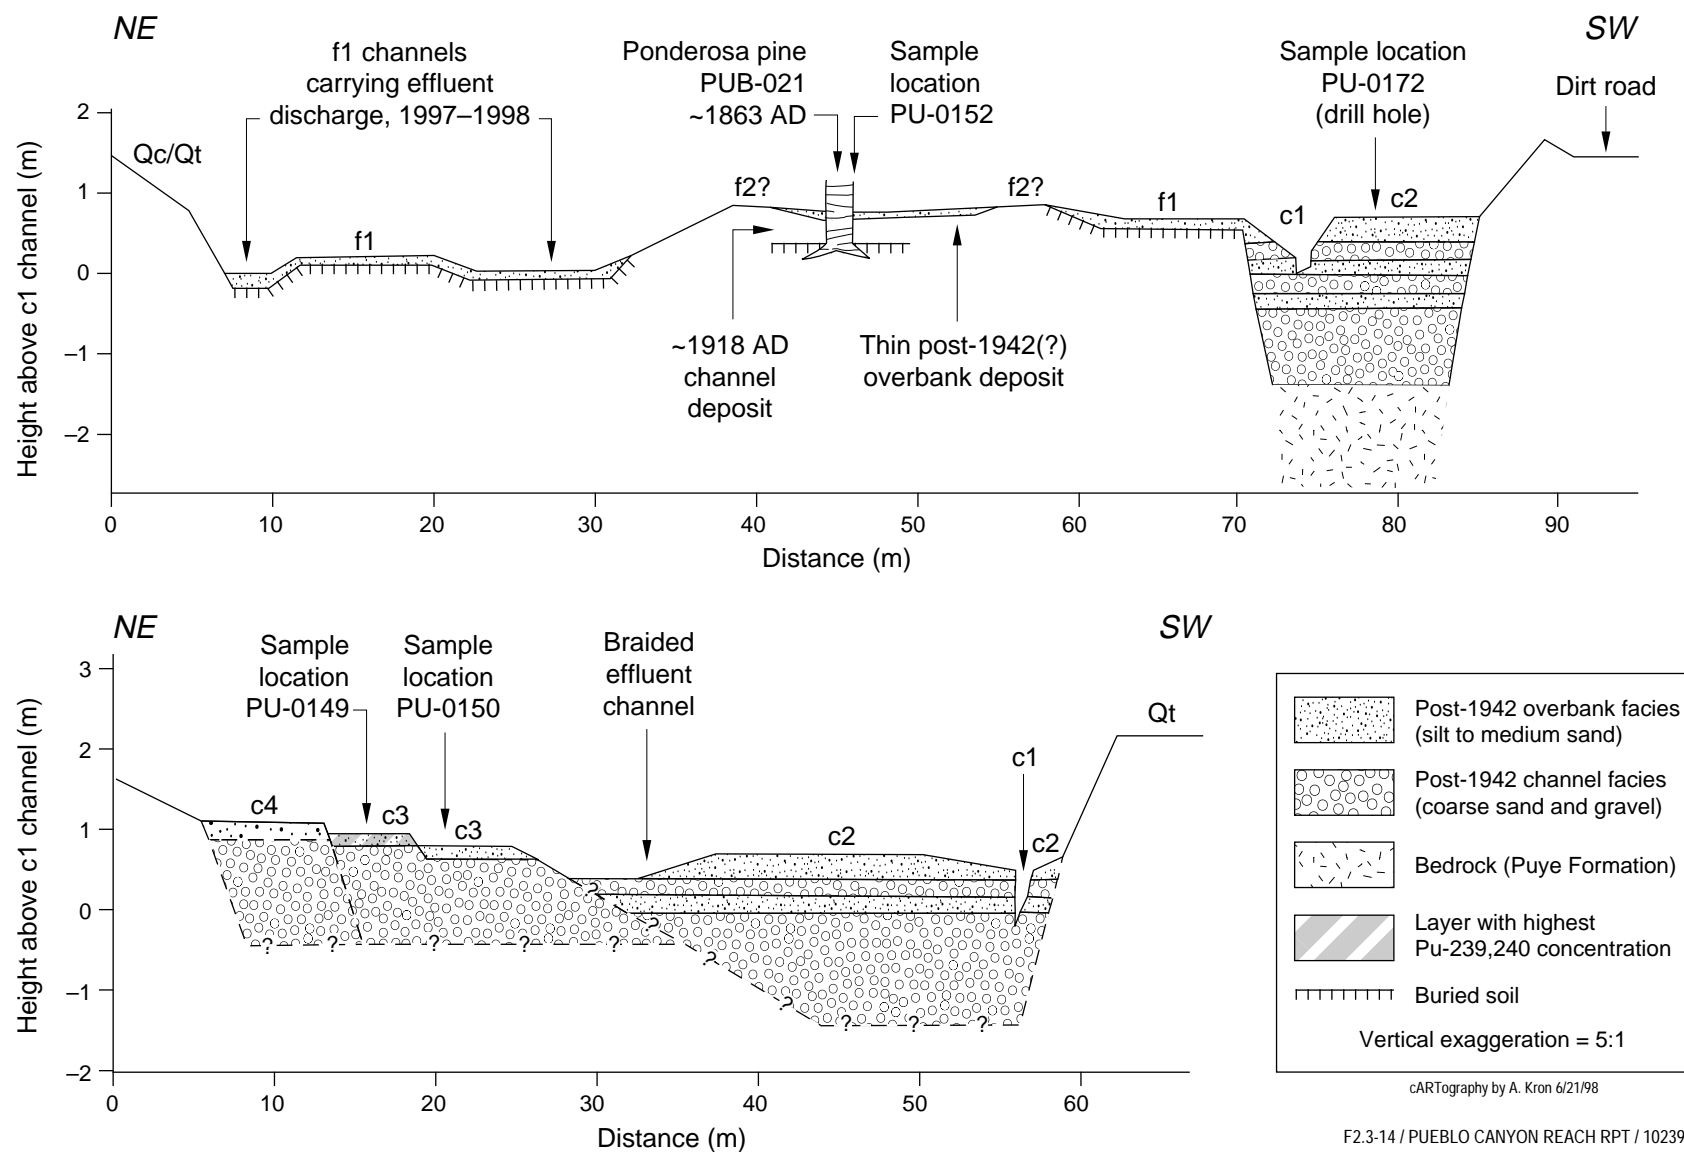 NE
SW
f1 channels
carrying effluent
discharge, 1997–1998
Ponderosa pine
PUB-021
~1863 AD
Sample
location
PU-0152
Sample location
PU-0172
(drill hole)
Dirt road
Qc/Qt
f1
f2?
f2?
f1
c1
c2
~1918 AD
channel
deposit
Thin post-1942(?)
overbank deposit
Height above c1 channel (m)
2
1
0
–1
–2
0
10
20
30
40
50
60
70
80
90
Distance (m)
NE
SW
Sample
location
PU-0149
Sample
location
PU-0150
Braided
effluent
channel
Qt
c1
c4
c3
c3
c2
c2
? ? ? ? ? ?
? ? ? ?
? ? ?
Height above c1 channel (m)
3
2
1
0
–1
–2
0
10
20
30
40
50
60
Distance (m)
Post-1942 overbank facies
(silt to medium sand)
Post-1942 channel facies
(coarse sand and gravel)
Bedrock (Puye Formation)
Layer with highest
Pu-239,240 concentration
Buried soil
Vertical exaggeration = 5:1
cARTography by A. Kron 6/21/98
F2.3-14 / PUEBLO CANYON REACH RPT / 10239